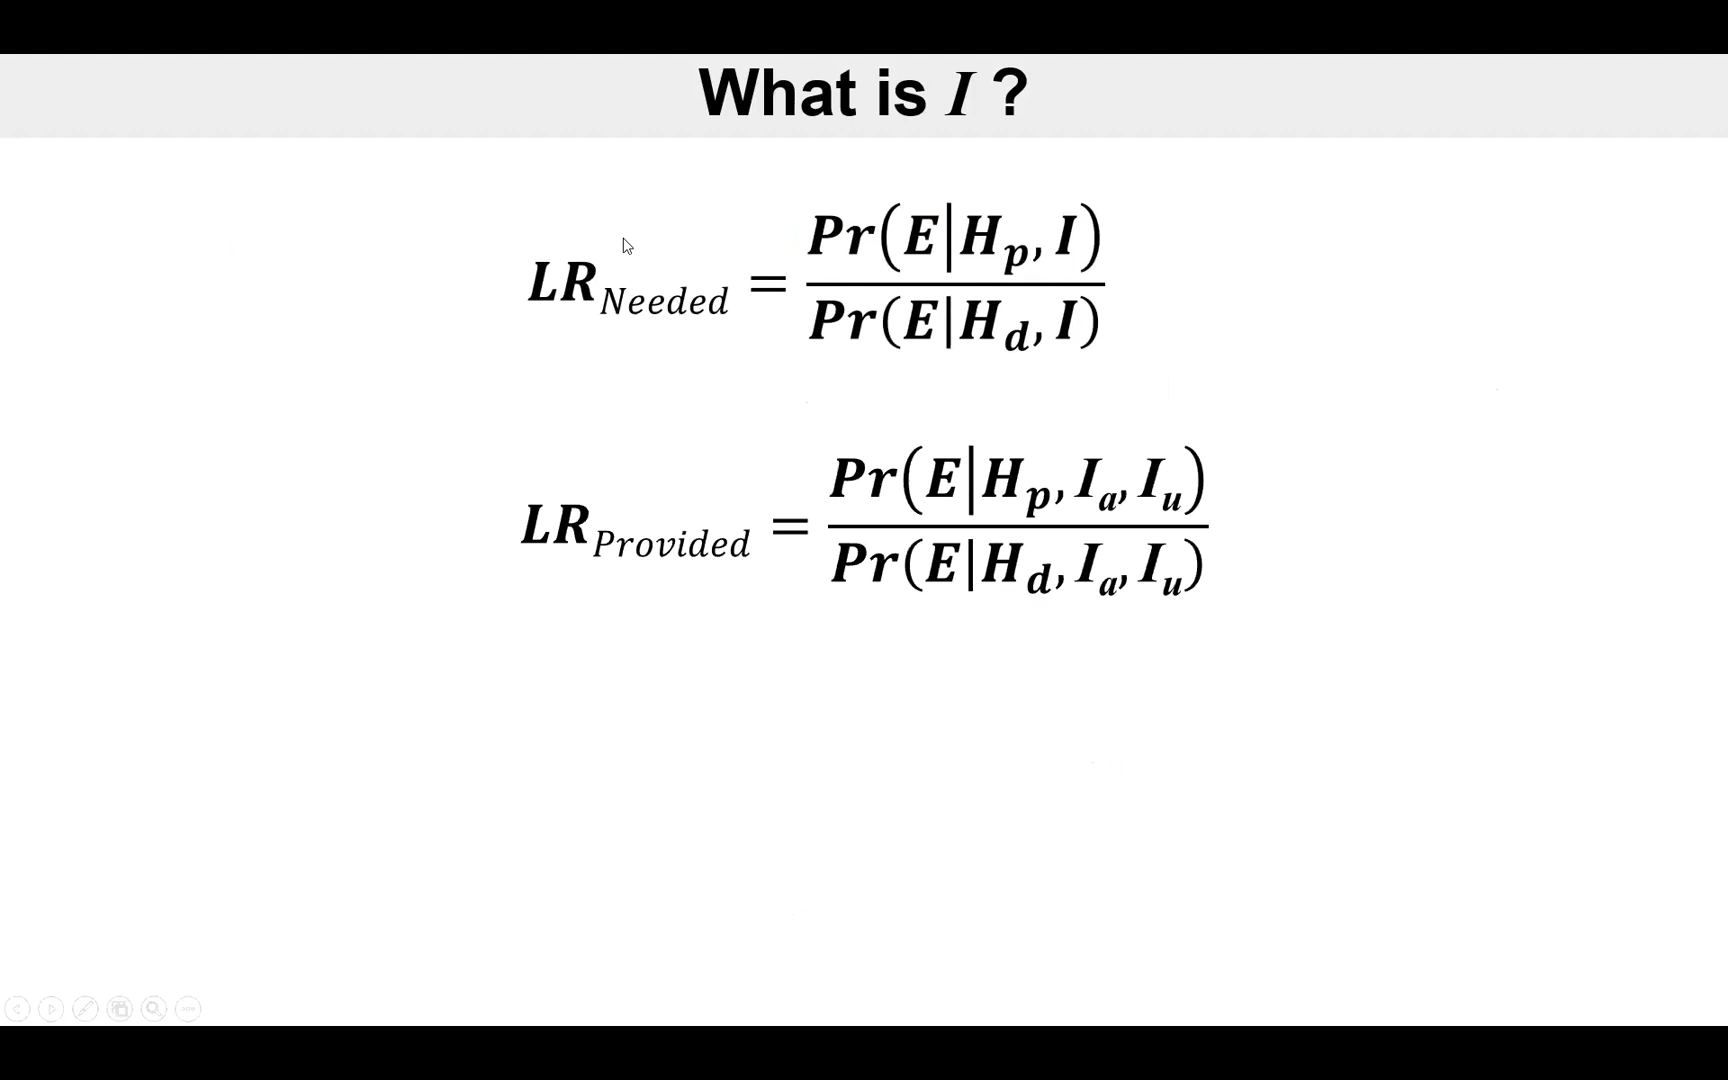 What is I ?
LR_Needed = Pr(E|H_p, I) / Pr(E|H_d, I)
LR_Provided = Pr(E|H_p, I_a, I_u) / Pr(E|H_d, I_a, I_u)